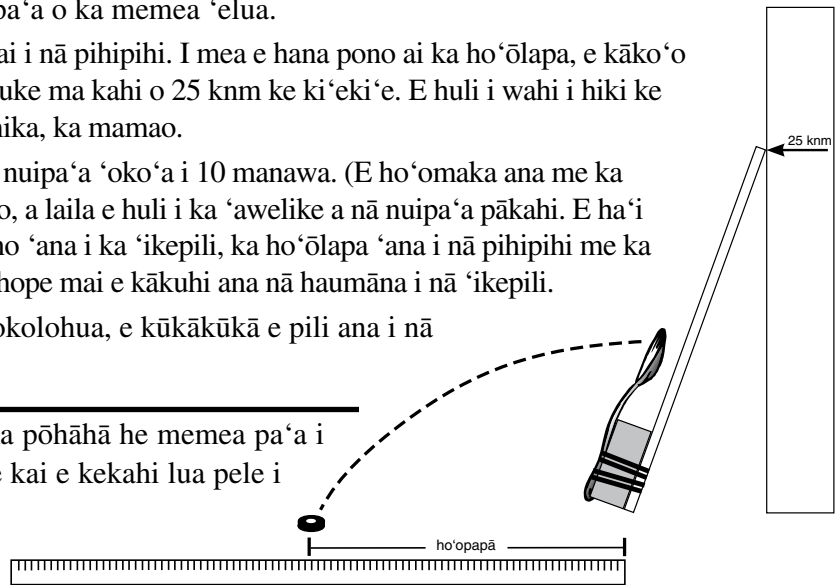 pa‘a o ka memea ‘elua.
ai i nā pihipihi. I mea e hana pono ai ka ho‘ōlapa, e kāko‘o
uke ma kahi o 25 knm ke ki‘eki‘e. E huli i wahi i hiki ke
nika, ka mamao.
nuipa‘a ‘oko‘a i 10 manawa. (E ho‘omaka ana me ka
o, a laila e huli i ka ‘awelike a nā nuipa‘a pākahi. E ha‘i
no ‘ana i ka ‘ikepili, ka ho‘ōlapa ‘ana i nā pihipihi me ka
hope mai e kākuhi ana nā haumāna i nā ‘ikepili.
okolohua, e kūkākūkā e pili ana i nā
a pōhāhā he memea pa‘a i
e kai e kekahi lua pele i
25 knm
ho‘opapā